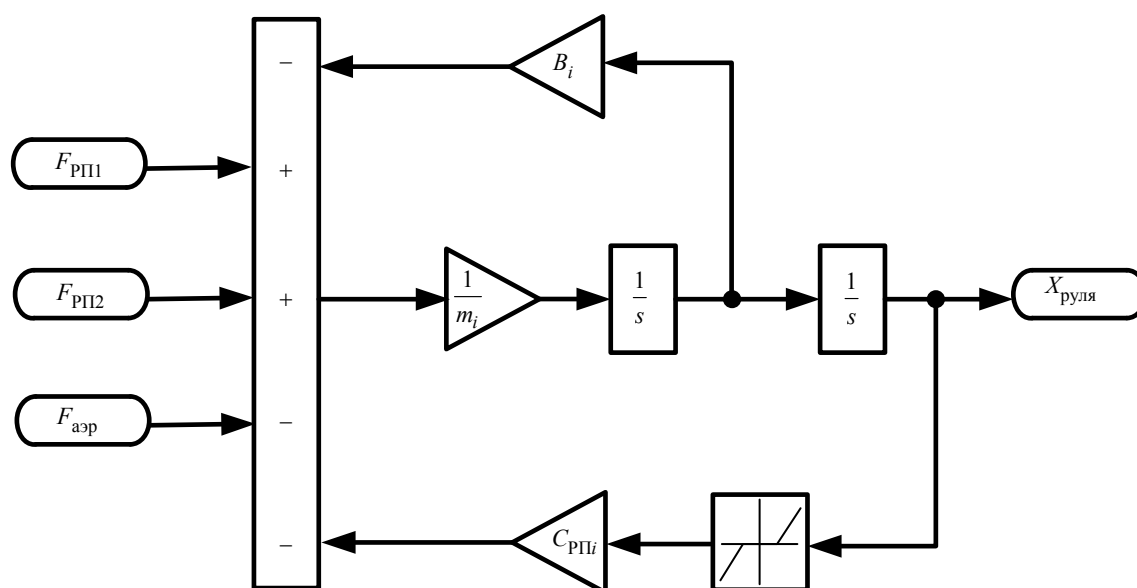 − B_i
F_РП1 +
F_РП2 + 1/m_i 1/s 1/s X_руля
F_аэр −
− C_РПi